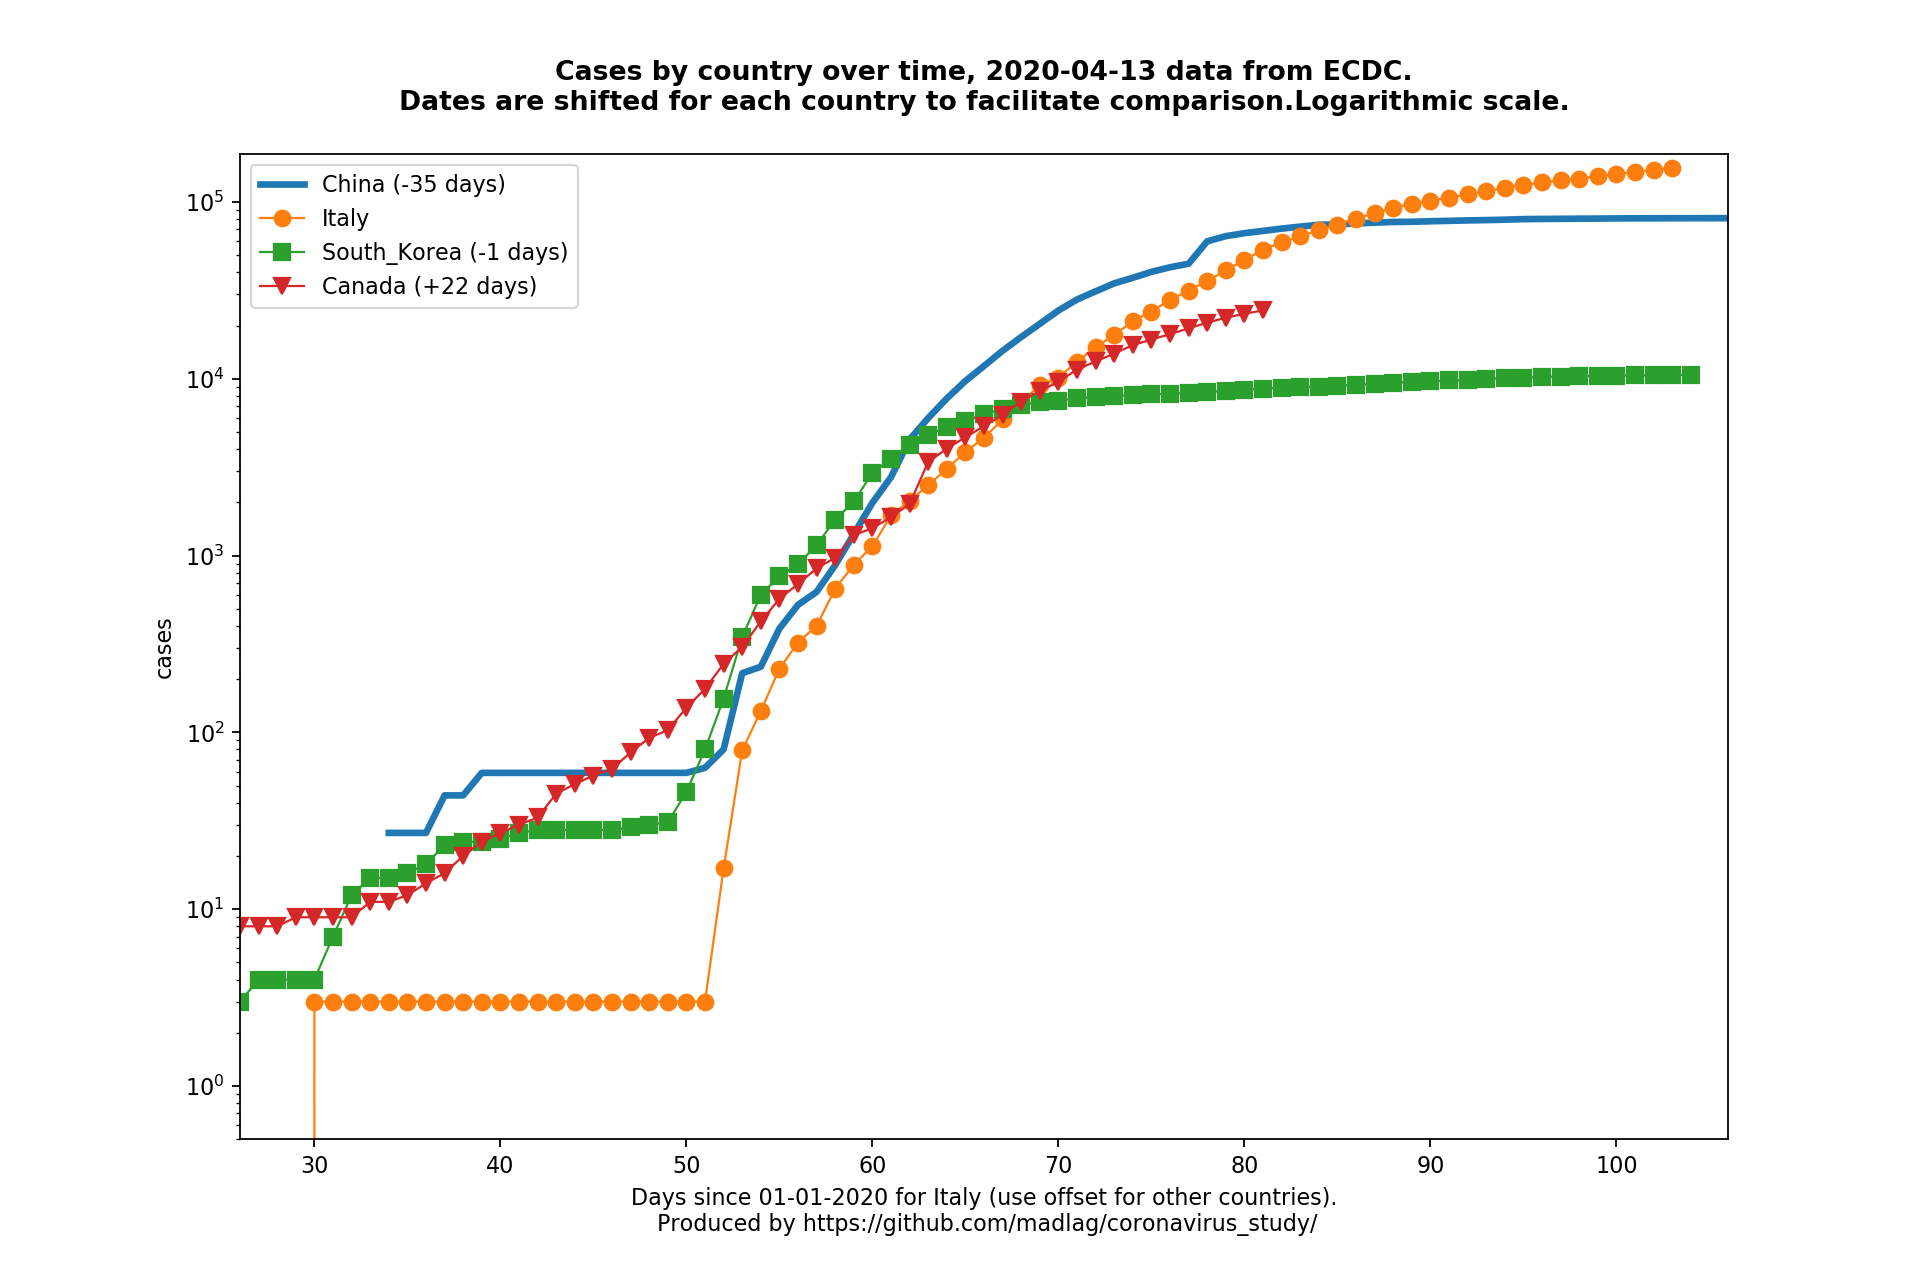 Cases by country over time, 2020-04-13 data from ECDC.
Dates are shifted for each country to facilitate comparison.Logarithmic scale.
China (-35 days)
Italy
South_Korea (-1 days)
Canada (+22 days)
10^5
10^4
10^3
10^2
10^1
10^0
cases
30 40 50 60 70 80 90 100
Days since 01-01-2020 for Italy (use offset for other countries).
Produced by https://github.com/madlag/coronavirus_study/